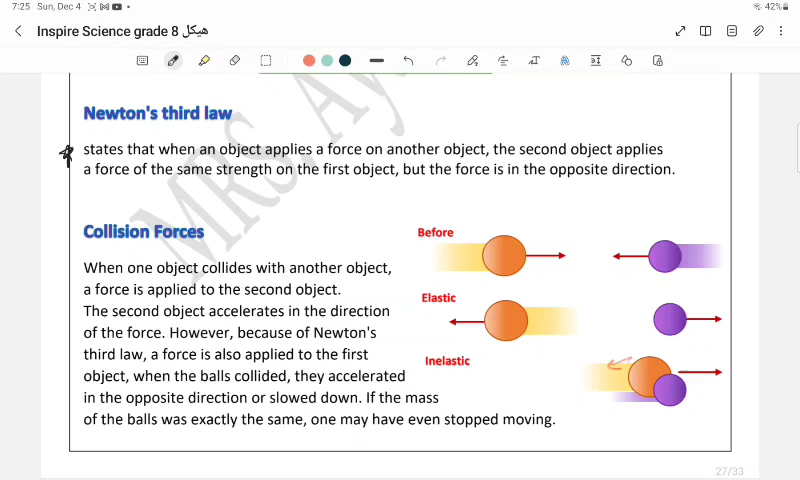 7:25 Sun, Dec 4
42%
Inspire Science grade 8 هيكل
Newton's third law
states that when an object applies a force on another object, the second object applies
a force of the same strength on the first object, but the force is in the opposite direction.
MRS. Ay
Collision Forces
When one object collides with another object,
a force is applied to the second object.
The second object accelerates in the direction
of the force. However, because of Newton's
third law, a force is also applied to the first
object, when the balls collided, they accelerated
in the opposite direction or slowed down. If the mass
of the balls was exactly the same, one may have even stopped moving.
Before
Elastic
Inelastic
27/33